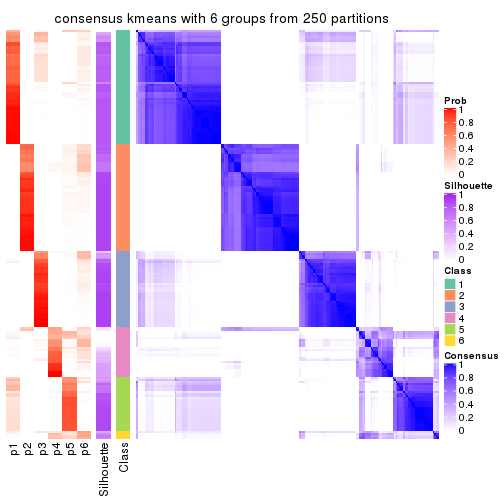 consensus kmeans with 6 groups from 250 partitions
Prob
1
0.8
0.6
0.4
0.2
0
Silhouette
1
0.8
0.6
0.4
0.2
0
Class
1
2
3
4
5
6
Consensus
1
0.8
0.6
0.4
0.2
0
p1
p2
p3
p4
p5
p6
Silhouette
Class